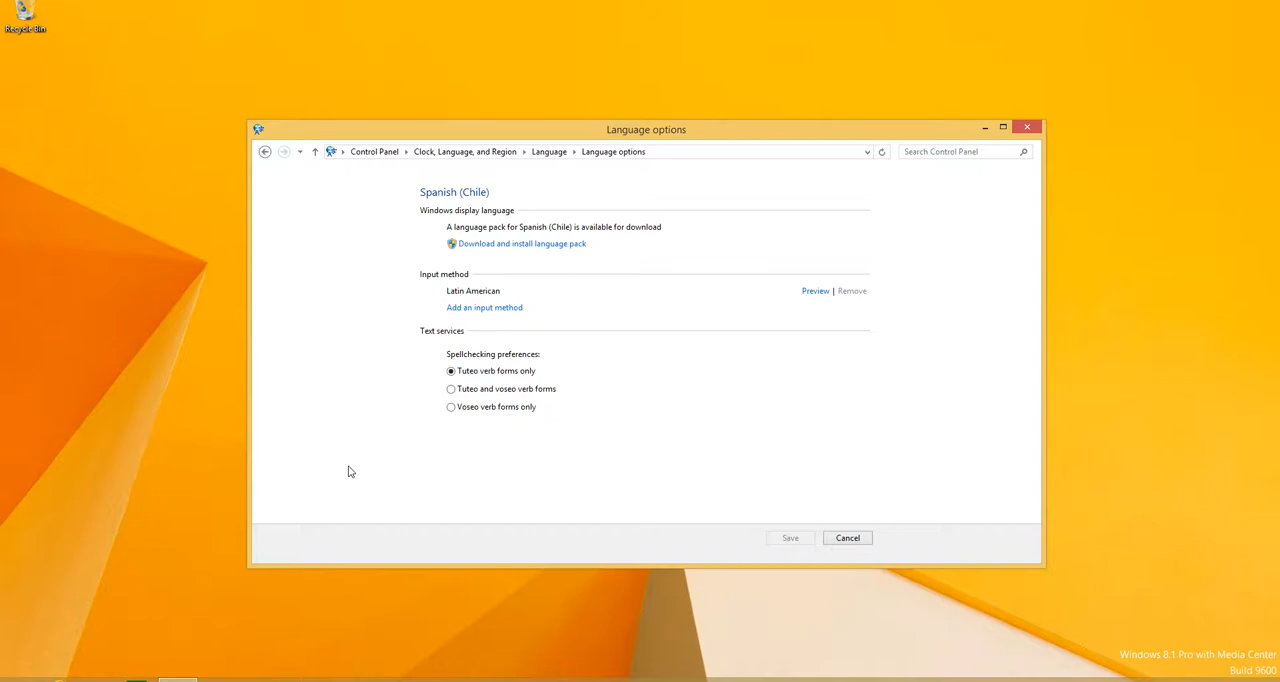 Recycle Bin
Language options
Control Panel Clock, Language, and Region Language Language options
Search Control Panel
Spanish (Chile)
Windows display language
A language pack for Spanish (Chile) is available for download
Download and install language pack
Input method
Latin American Preview | Remove
Add an input method
Text services
Spellchecking preferences:
Tuteo verb forms only
Tuteo and voseo verb forms
Voseo verb forms only
Save Cancel
Windows 8.1 Pro with Media Center
Build 9600